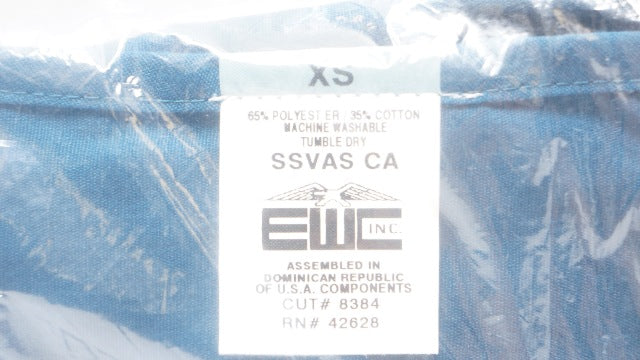 XS
65% POLYESTER / 35% COTTON
MACHINE WASHABLE
TUMBLE DRY
SSVAS CA
EWC INC.
ASSEMBLED IN
DOMINICAN REPUBLIC
OF U.S.A. COMPONENTS
CUT# 8384
RN# 42628